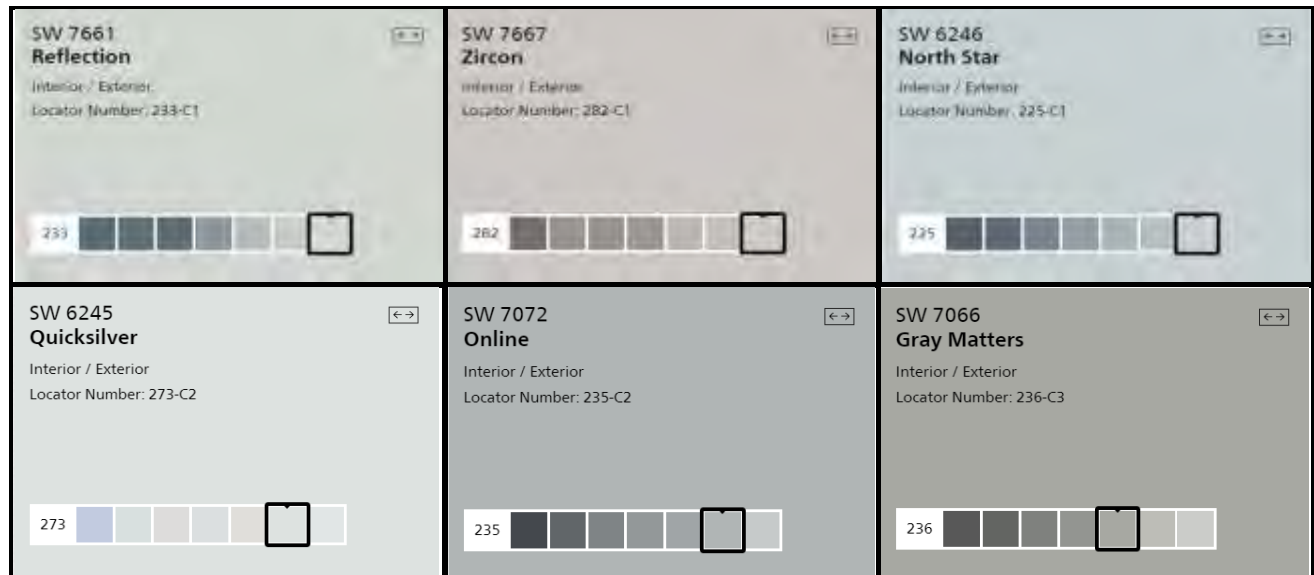 SW 7661
Reflection
Interior / Exterior
Locator Number: 233-C1
233
SW 7667
Zircon
Interior / Exterior
Locator Number: 282-C1
282
SW 6246
North Star
Interior / Exterior
Locator Number: 225-C1
225
SW 6245
Quicksilver
Interior / Exterior
Locator Number: 273-C2
273
SW 7072
Online
Interior / Exterior
Locator Number: 235-C2
235
SW 7066
Gray Matters
Interior / Exterior
Locator Number: 236-C3
236